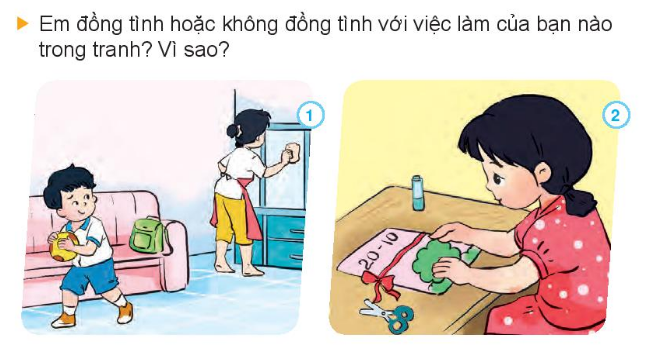 Em đồng tình hoặc không đồng tình với việc làm của bạn nào
trong tranh? Vì sao?
1
2
20-10